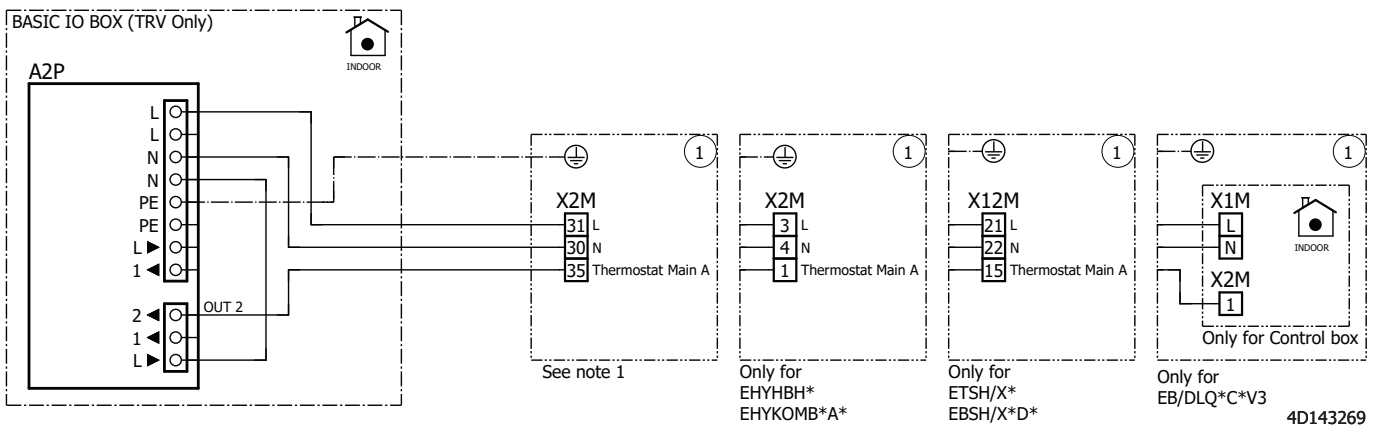 BASIC IO BOX (TRV Only)
INDOOR
A2P
L
L
N
N
PE
PE
L ▶
1 ◀
2 ◀ OUT 2
1 ◀
L ▶
1
X2M
31 L
30 N
35 Thermostat Main A
See note 1
1
X2M
3 L
4 N
1 Thermostat Main A
Only for
EHYHBH*
EHYKOMB*A*
1
X12M
21 L
22 N
15 Thermostat Main A
Only for
ETSH/X*
EBSH/X*D*
1
X1M
L
N
INDOOR
X2M
1
Only for Control box
Only for
EB/DLQ*C*V3
4D143269